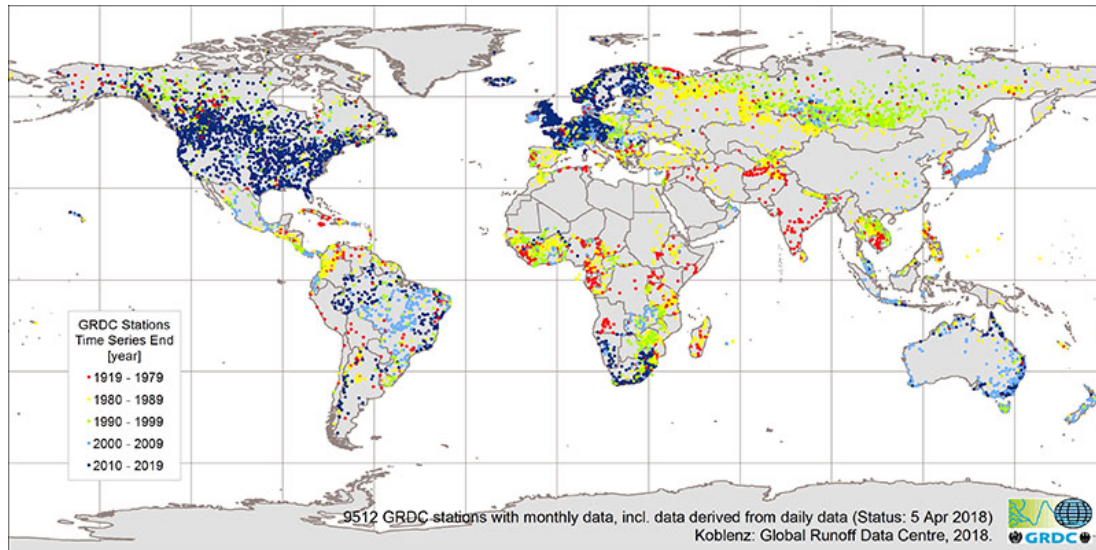 GRDC Stations
Time Series End
[year]
1919 - 1979
1980 - 1989
1990 - 1999
2000 - 2009
2010 - 2019
9512 GRDC stations with monthly data, incl. data derived from daily data (Status: 5 Apr 2018)
Koblenz: Global Runoff Data Centre, 2018.
GRDC